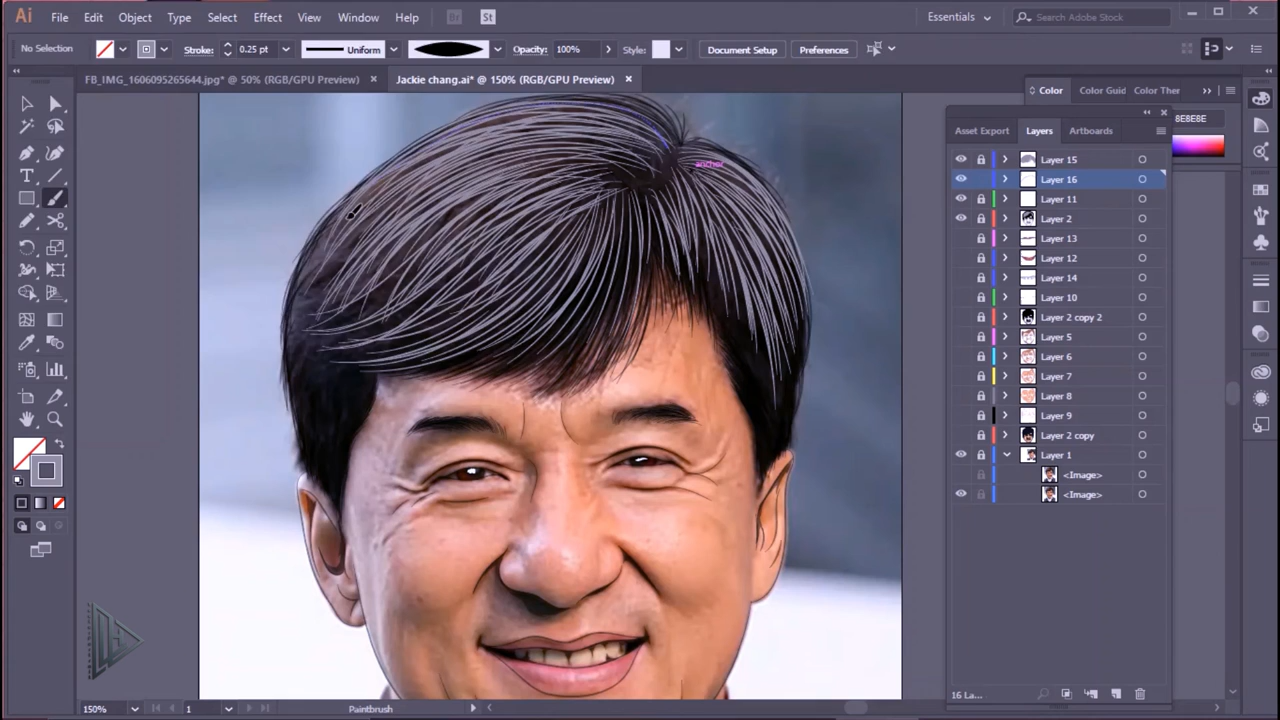 Ai File Edit Object Type Select Effect View Window Help Br St Essentials Search Adobe Stock
No Selection Stroke: 0.25 pt Uniform Opacity: 100% Style: Document Setup Preferences
FB_IMG_1606095265644.jpg* @ 50% (RGB/GPU Preview) × Jackie chang.ai* @ 150% (RGB/GPU Preview) ×
Color Color Guid Color Ther
8E8E8E
Asset Export Layers Artboards
Layer 15
anchor
Layer 16
Layer 11
Layer 2
Layer 13
Layer 12
Layer 14
Layer 10
Layer 2 copy 2
Layer 5
Layer 6
Layer 7
Layer 8
Layer 9
Layer 2 copy
Layer 1
<Image>
<Image>
16 La...
150% 1 Paintbrush